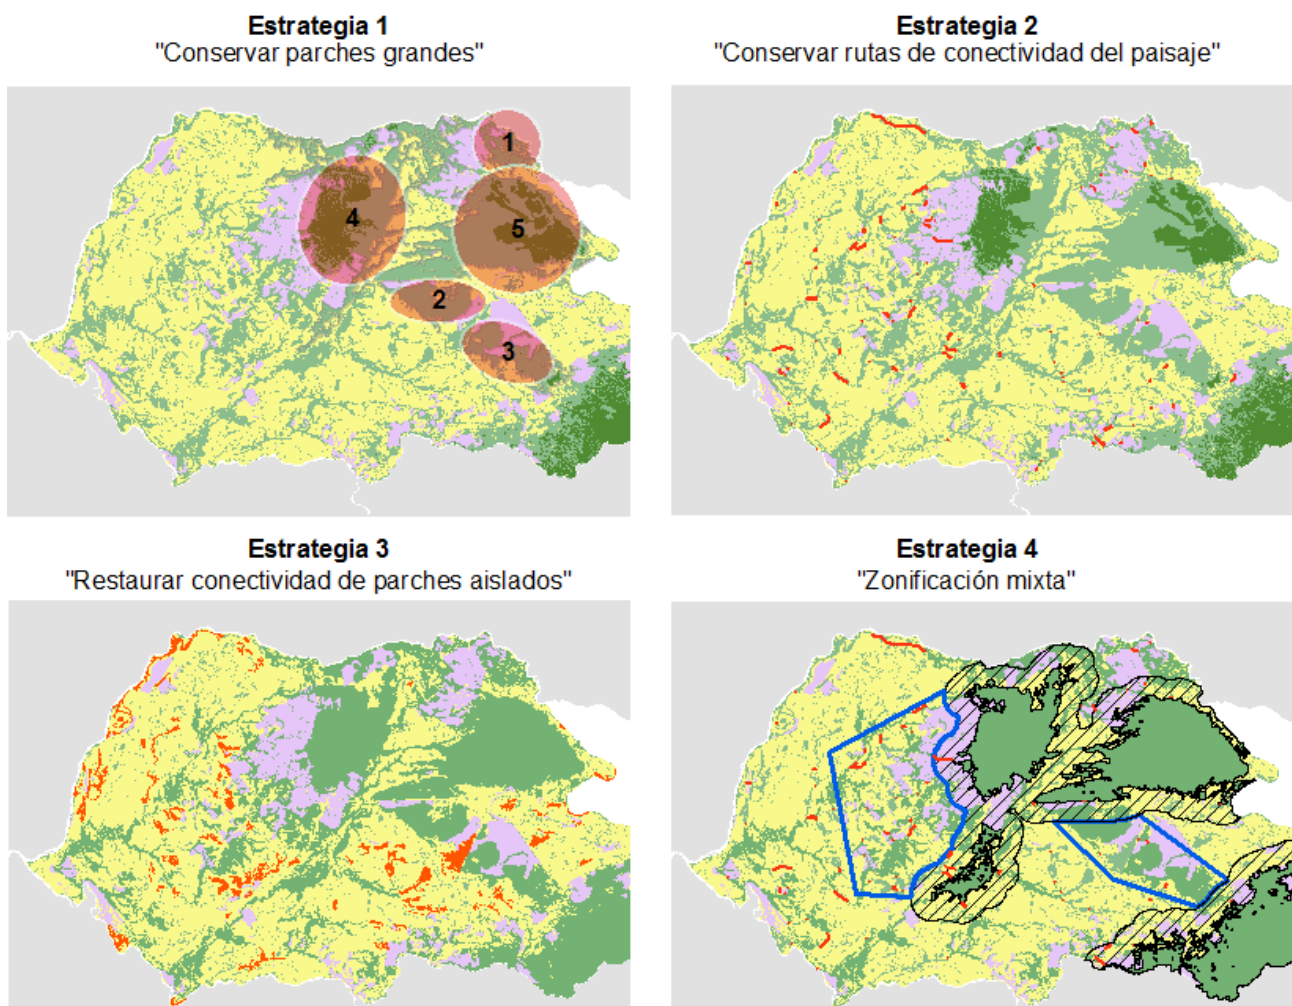 Estrategia 1
"Conservar parches grandes"
Estrategia 2
"Conservar rutas de conectividad del paisaje"
1
4
5
2
3
Estrategia 3
"Restaurar conectividad de parches aislados"
Estrategia 4
"Zonificación mixta"